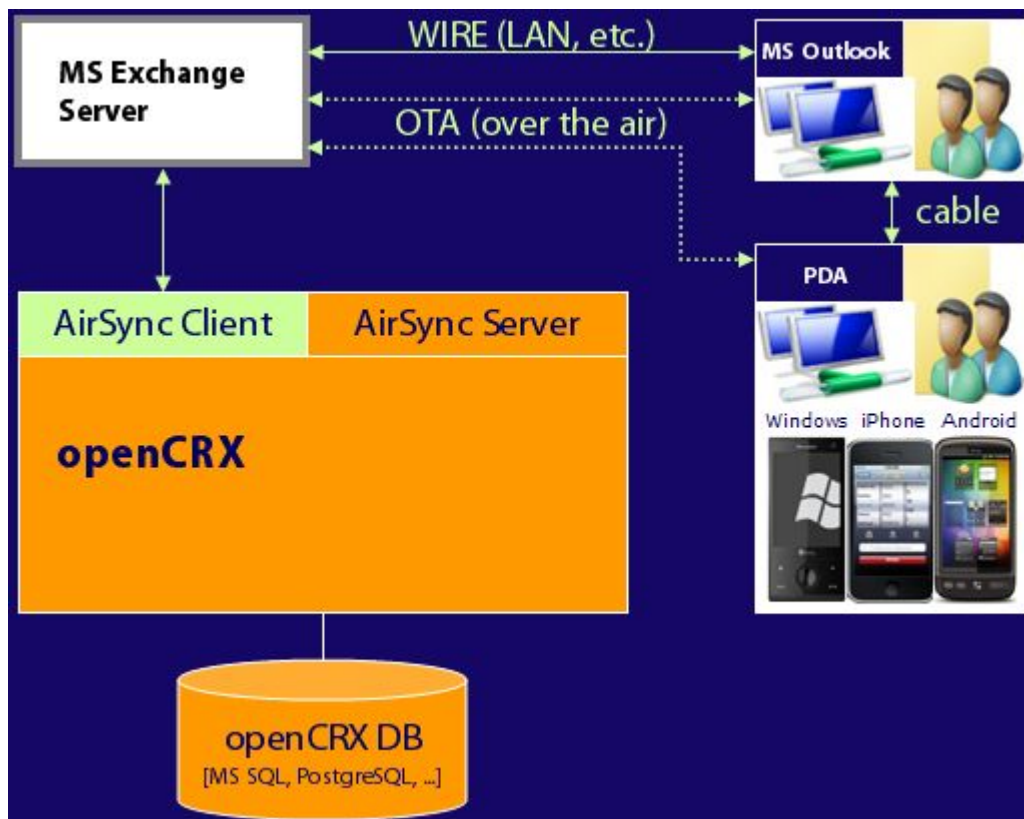 MS Exchange
Server
WIRE (LAN, etc.)
OTA (over the air)
MS Outlook
cable
PDA
Windows iPhone Android
AirSync Client
AirSync Server
openCRX
openCRX DB
[MS SQL, PostgreSQL, ...]